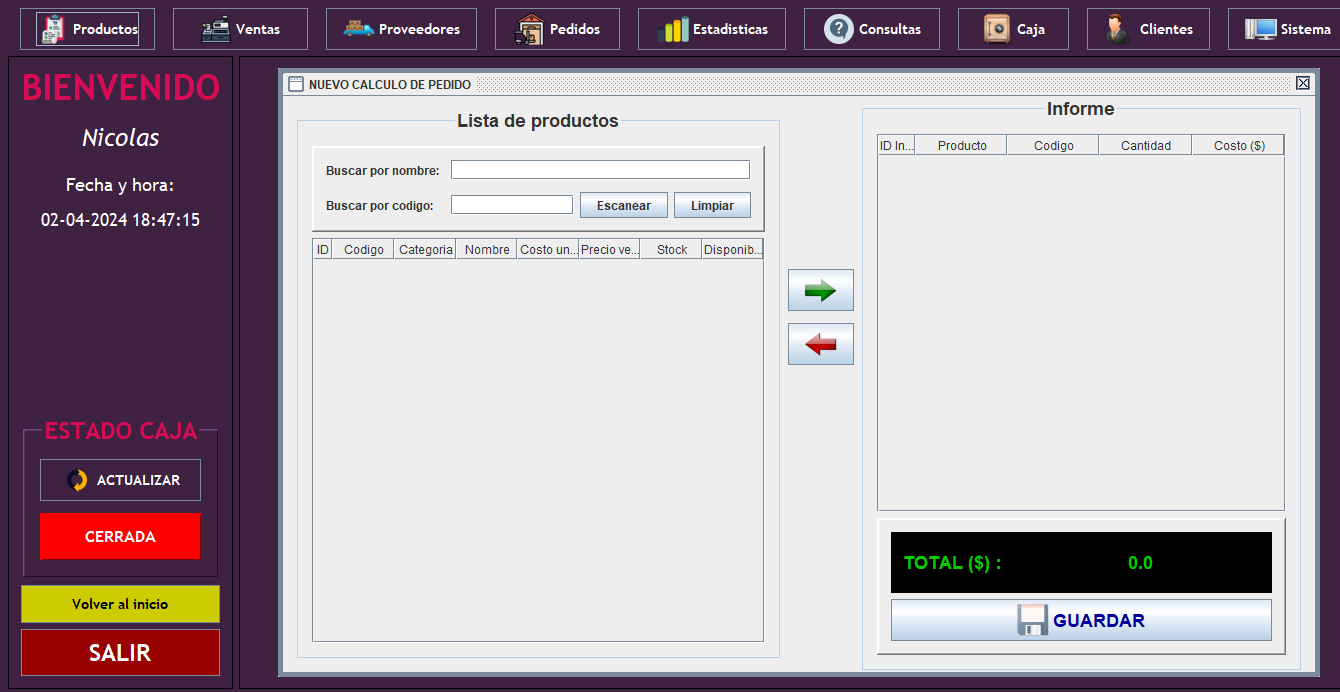 Productos
Ventas
Proveedores
Pedidos
Estadisticas
Consultas
Caja
Clientes
Sistema
BIENVENIDO
Nicolas
Fecha y hora:
02-04-2024 18:47:15
ESTADO CAJA
ACTUALIZAR
CERRADA
Volver al inicio
SALIR
NUEVO CALCULO DE PEDIDO
Lista de productos
Buscar por nombre:
Buscar por codigo:
Escanear
Limpiar
ID Codigo Categoria Nombre Costo un... Precio ve... Stock Disponib...
Informe
ID In... Producto Codigo Cantidad Costo ($)
TOTAL ($) : 0.0
GUARDAR